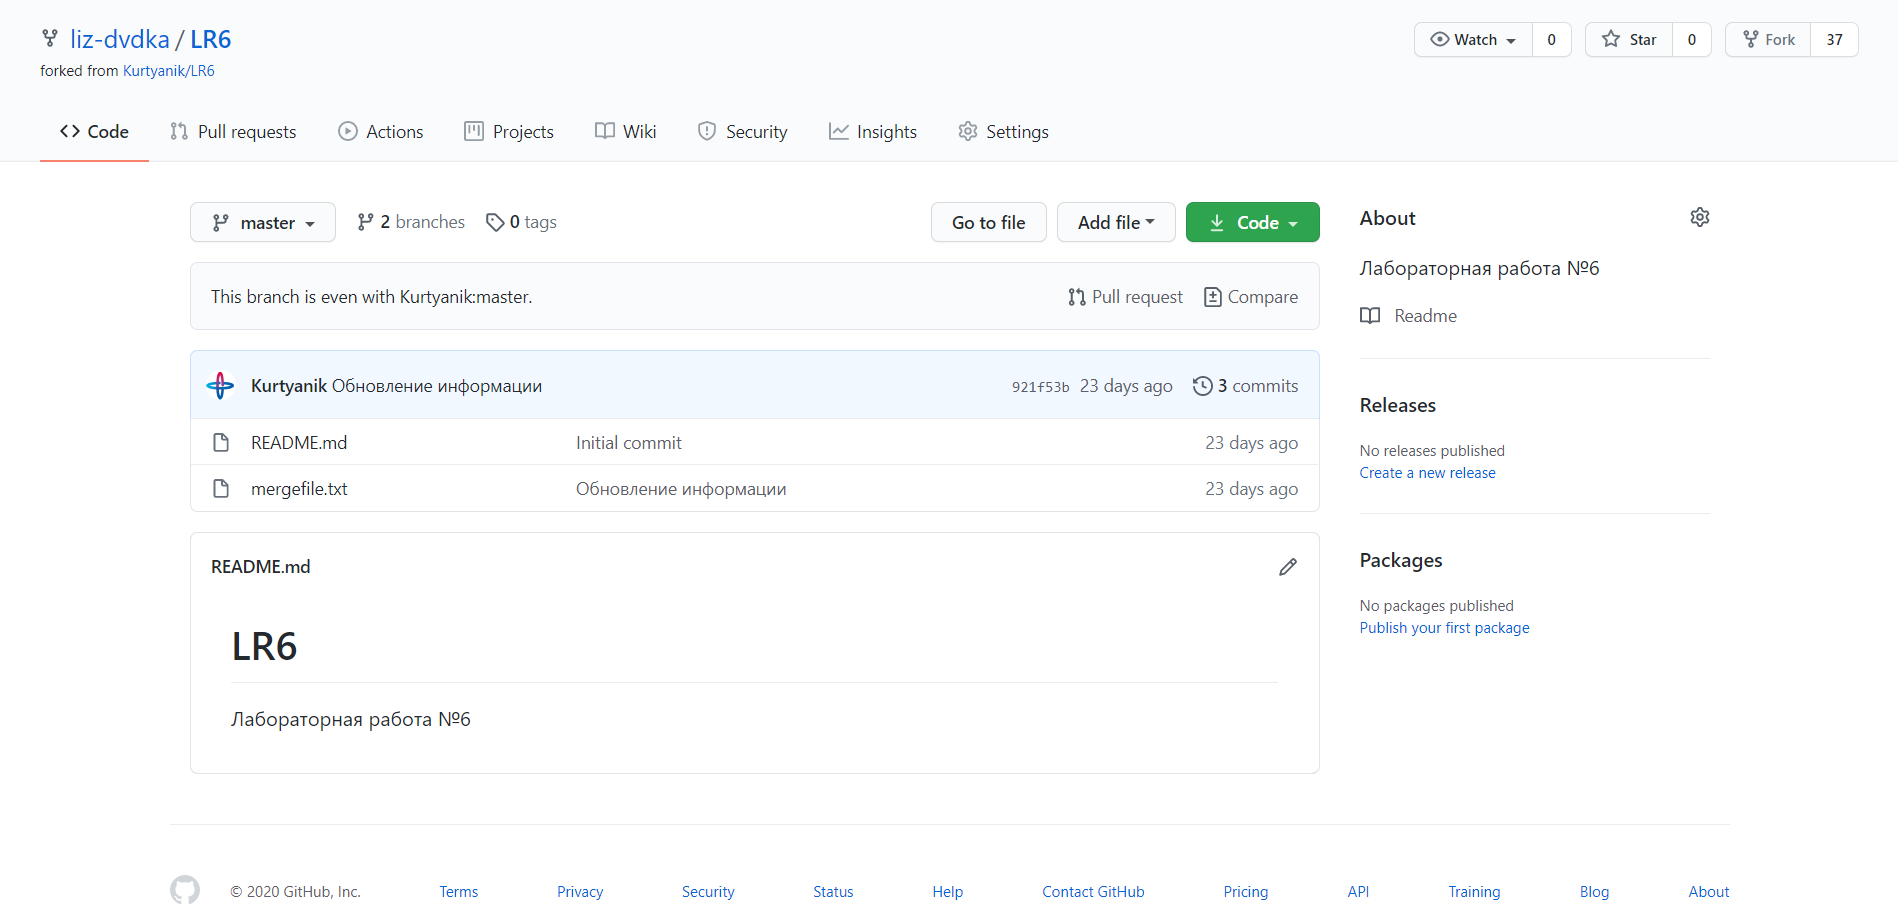 liz-dvdka / LR6
forked from Kurtyanik/LR6
Watch 0 Star 0 Fork 37
Code Pull requests Actions Projects Wiki Security Insights Settings
master 2 branches 0 tags Go to file Add file Code
This branch is even with Kurtyanik:master. Pull request Compare
Kurtyanik Обновление информации 921f53b 23 days ago 3 commits
README.md Initial commit 23 days ago
mergefile.txt Обновление информации 23 days ago
README.md
LR6
Лабораторная работа №6
About
Лабораторная работа №6
Readme
Releases
No releases published
Create a new release
Packages
No packages published
Publish your first package
© 2020 GitHub, Inc. Terms Privacy Security Status Help Contact GitHub Pricing API Training Blog About